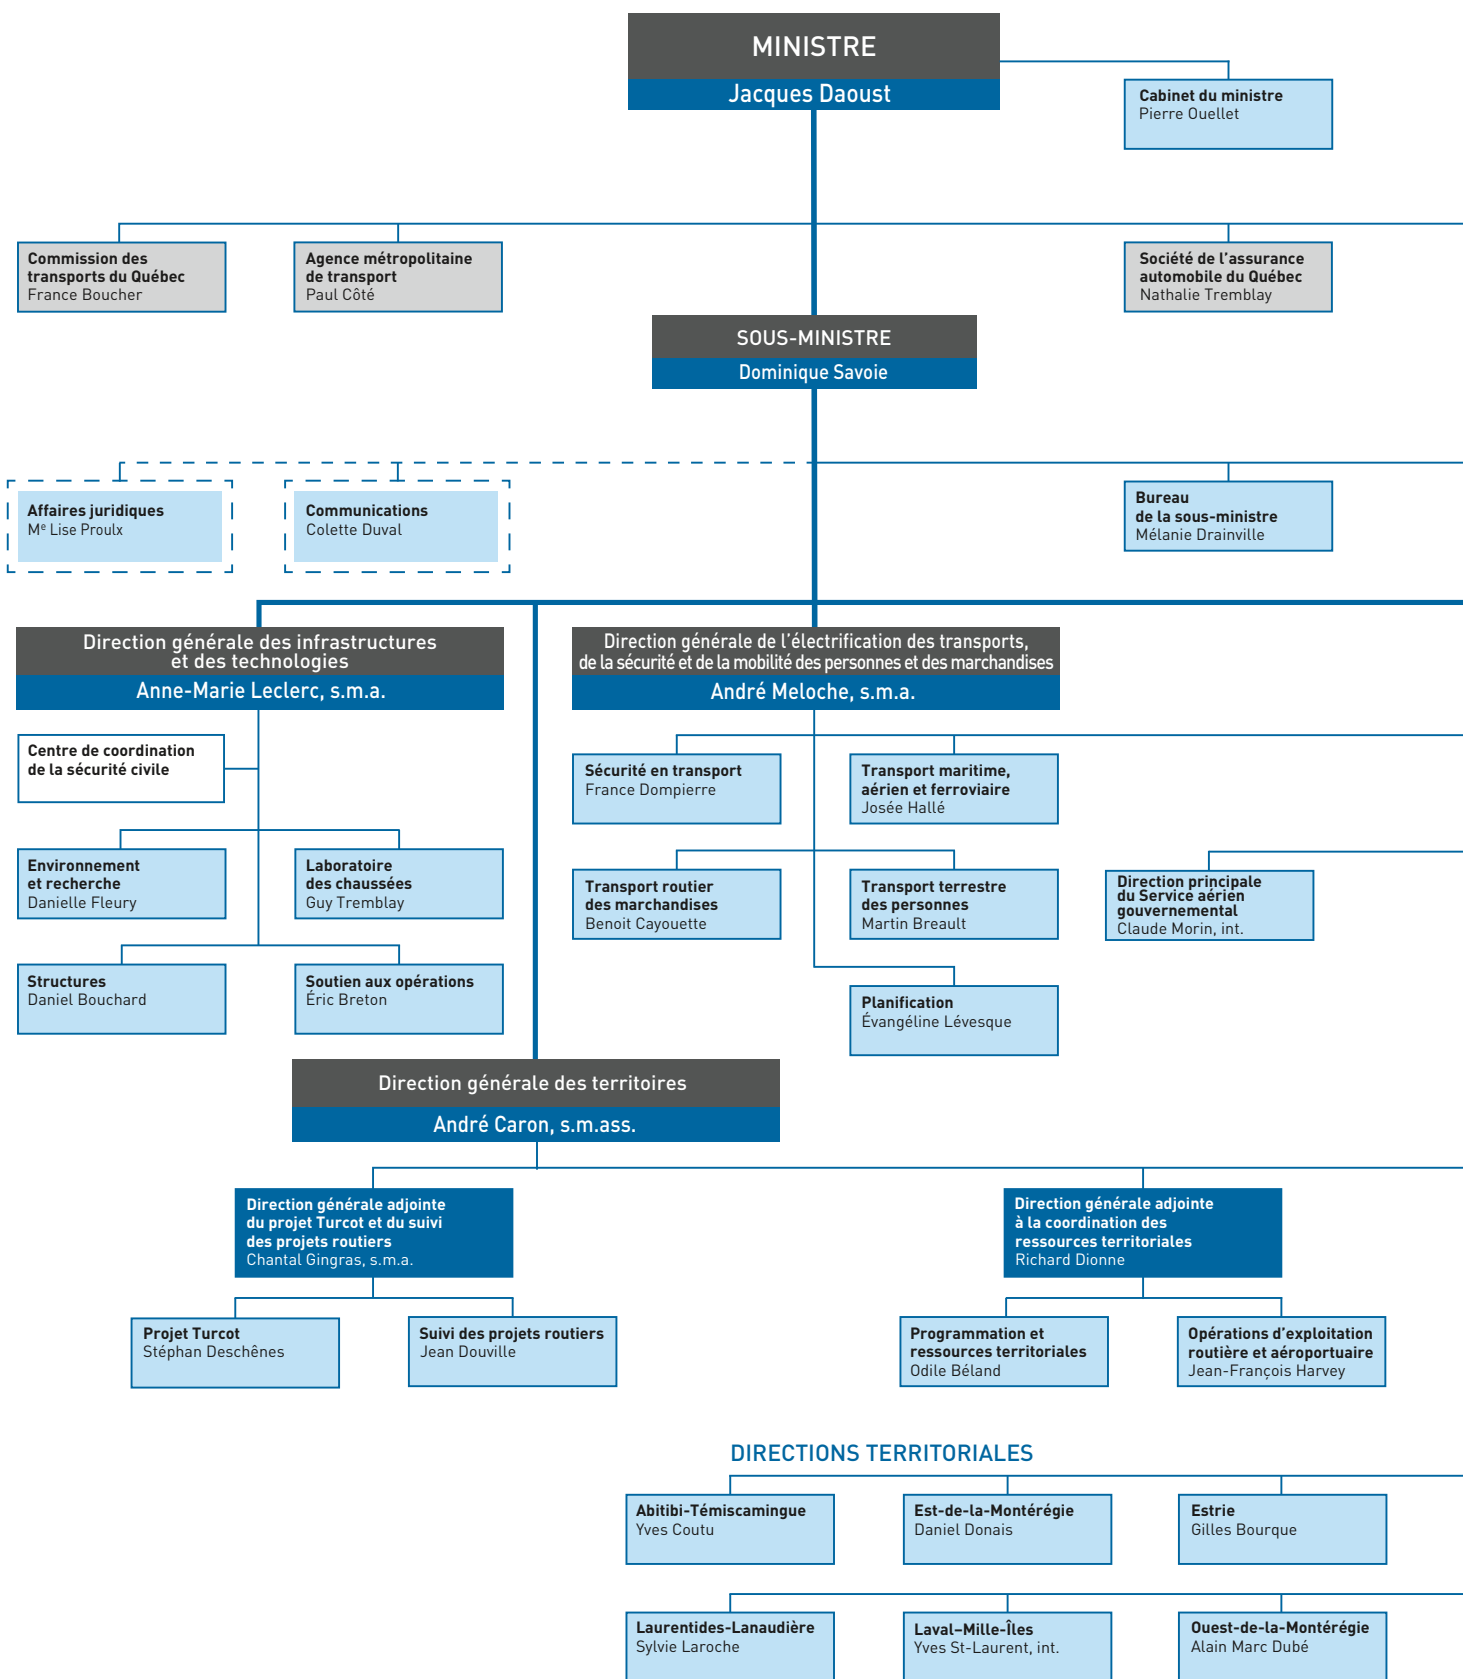 MINISTRE
Jacques Daoust
Cabinet du ministre
Pierre Ouellet
Commission des
transports du Québec
France Boucher
Agence métropolitaine
de transport
Paul Côté
Société de l'assurance
automobile du Québec
Nathalie Tremblay
SOUS-MINISTRE
Dominique Savoie
Affaires juridiques
Me Lise Proulx
Communications
Colette Duval
Bureau
de la sous-ministre
Mélanie Drainville
Direction générale des infrastructures
et des technologies
Anne-Marie Leclerc, s.m.a.
Direction générale de l'électrification des transports,
de la sécurité et de la mobilité des personnes et des marchandises
André Meloche, s.m.a.
Centre de coordination
de la sécurité civile
Sécurité en transport
France Dompierre
Transport maritime,
aérien et ferroviaire
Josée Hallé
Environnement
et recherche
Danielle Fleury
Laboratoire
des chaussées
Guy Tremblay
Transport routier
des marchandises
Benoit Cayouette
Transport terrestre
des personnes
Martin Breault
Direction principale
du Service aérien
gouvernemental
Claude Morin, int.
Structures
Daniel Bouchard
Soutien aux opérations
Éric Breton
Planification
Évangéline Lévesque
Direction générale des territoires
André Caron, s.m.ass.
Direction générale adjointe
du projet Turcot et du suivi
des projets routiers
Chantal Gingras, s.m.a.
Direction générale adjointe
à la coordination des
ressources territoriales
Richard Dionne
Projet Turcot
Stéphan Deschênes
Suivi des projets routiers
Jean Douville
Programmation et
ressources territoriales
Odile Béland
Opérations d'exploitation
routière et aéroportuaire
Jean-François Harvey
DIRECTIONS TERRITORIALES
Abitibi-Témiscamingue
Yves Coutu
Est-de-la-Montérégie
Daniel Donais
Estrie
Gilles Bourque
Laurentides-Lanaudière
Sylvie Laroche
Laval–Mille-Îles
Yves St-Laurent, int.
Ouest-de-la-Montérégie
Alain Marc Dubé